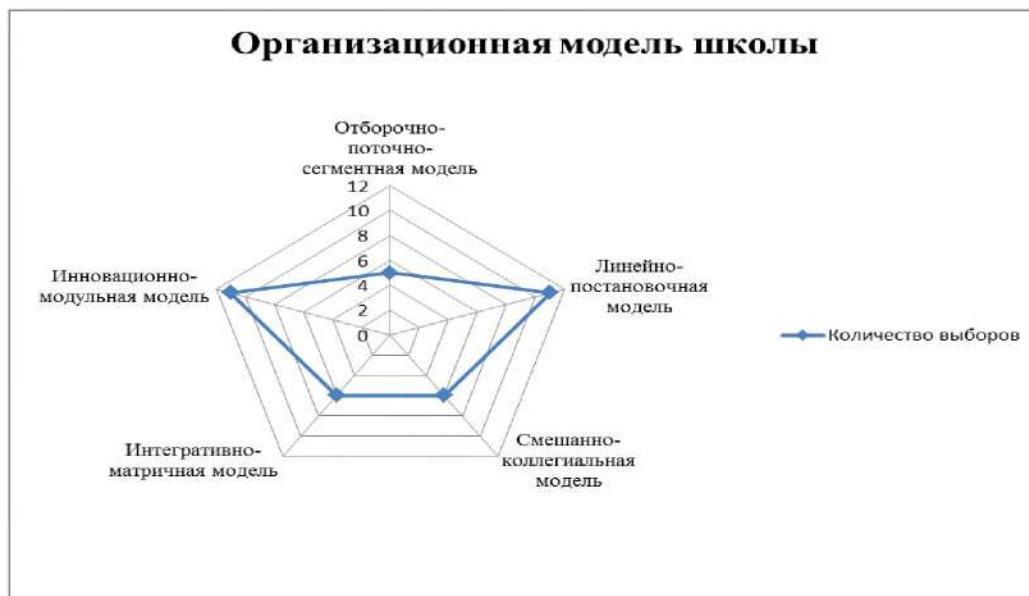 Организационная модель школы
Отборочно-
поточно-
сегментная модель
12
10
8
6
4
2
0
Линейно-
постановочная
модель
Смешанно-
коллегиальная
модель
Интегративно-
матричная модель
Инновационно-
модульная модель
Количество выборов